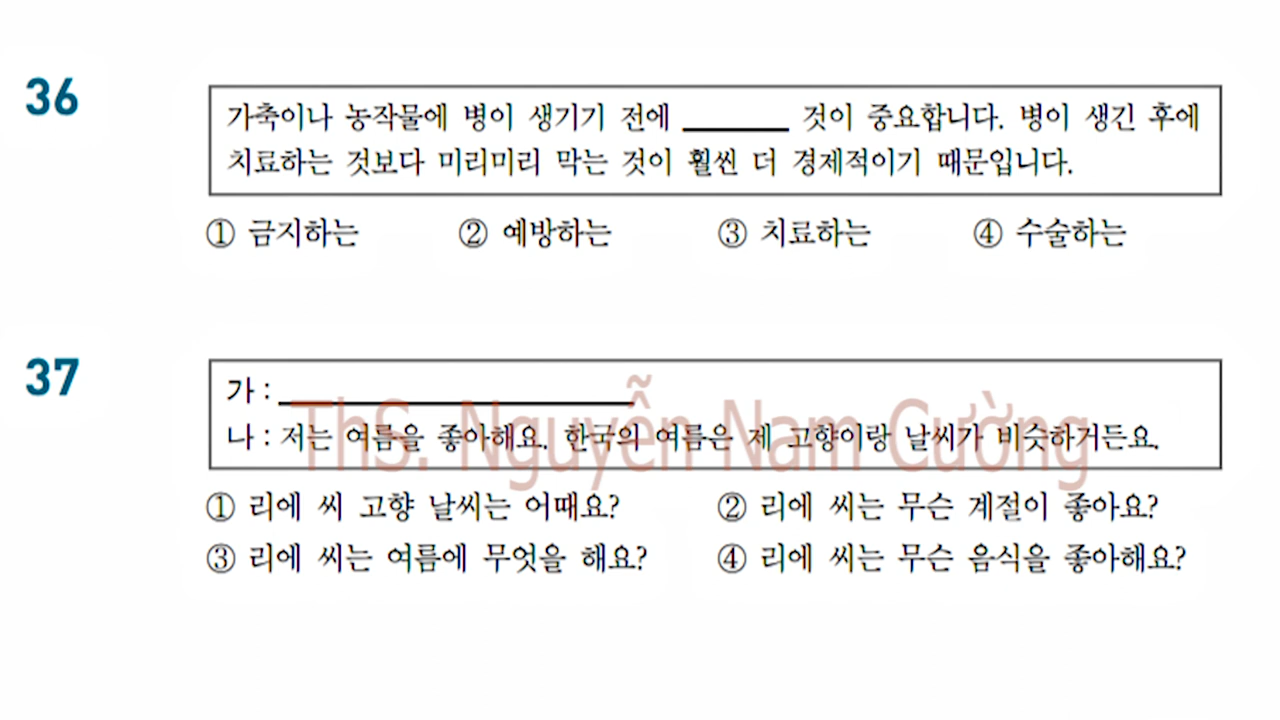 36
가축이나 농작물에 병이 생기기 전에 ________ 것이 중요합니다. 병이 생긴 후에
치료하는 것보다 미리미리 막는 것이 훨씬 더 경제적이기 때문입니다.
① 금지하는 ② 예방하는 ③ 치료하는 ④ 수술하는
37
가 : ____________________
나 : 저는 여름을 좋아해요. 한국의 여름은 제 고향이랑 날씨가 비슷하거든요.
ThS. Nguyễn Nam Cường
① 리에 씨 고향 날씨는 어때요? ② 리에 씨는 무슨 계절이 좋아요?
③ 리에 씨는 여름에 무엇을 해요? ④ 리에 씨는 무슨 음식을 좋아해요?